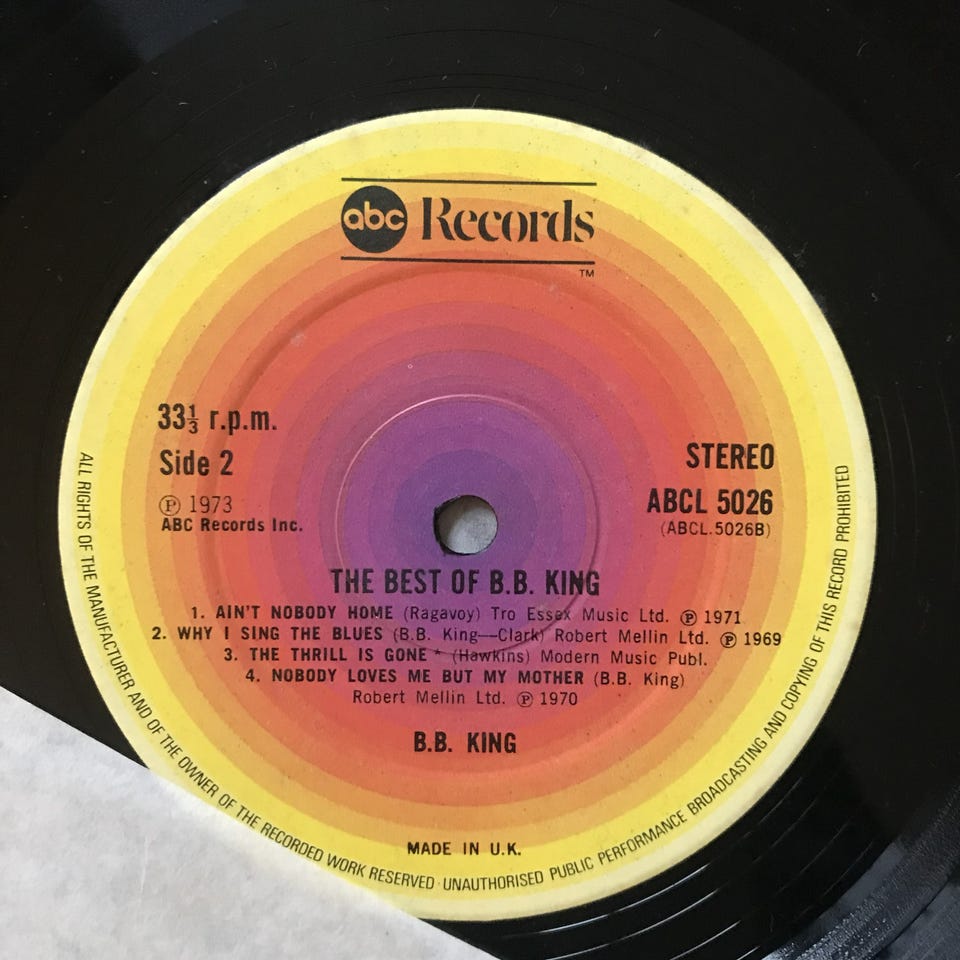 abc Records
TM
33⅓ r.p.m.
Side 2
Ⓟ 1973
ABC Records Inc.
STEREO
ABCL 5026
(ABCL.5026B)
THE BEST OF B.B. KING
1. AIN'T NOBODY HOME (Ragavoy) Tro Essex Music Ltd. Ⓟ 1971
2. WHY I SING THE BLUES (B.B. King—Clark) Robert Mellin Ltd. Ⓟ 1969
3. THE THRILL IS GONE * (Hawkins) Modern Music Publ.
4. NOBODY LOVES ME BUT MY MOTHER (B.B. King)
Robert Mellin Ltd. Ⓟ 1970
B.B. KING
MADE IN U.K.
ALL RIGHTS OF THE MANUFACTURER AND OF THE OWNER OF THE RECORDED WORK RESERVED · UNAUTHORISED PUBLIC PERFORMANCE BROADCASTING AND COPYING OF THIS RECORD PROHIBITED